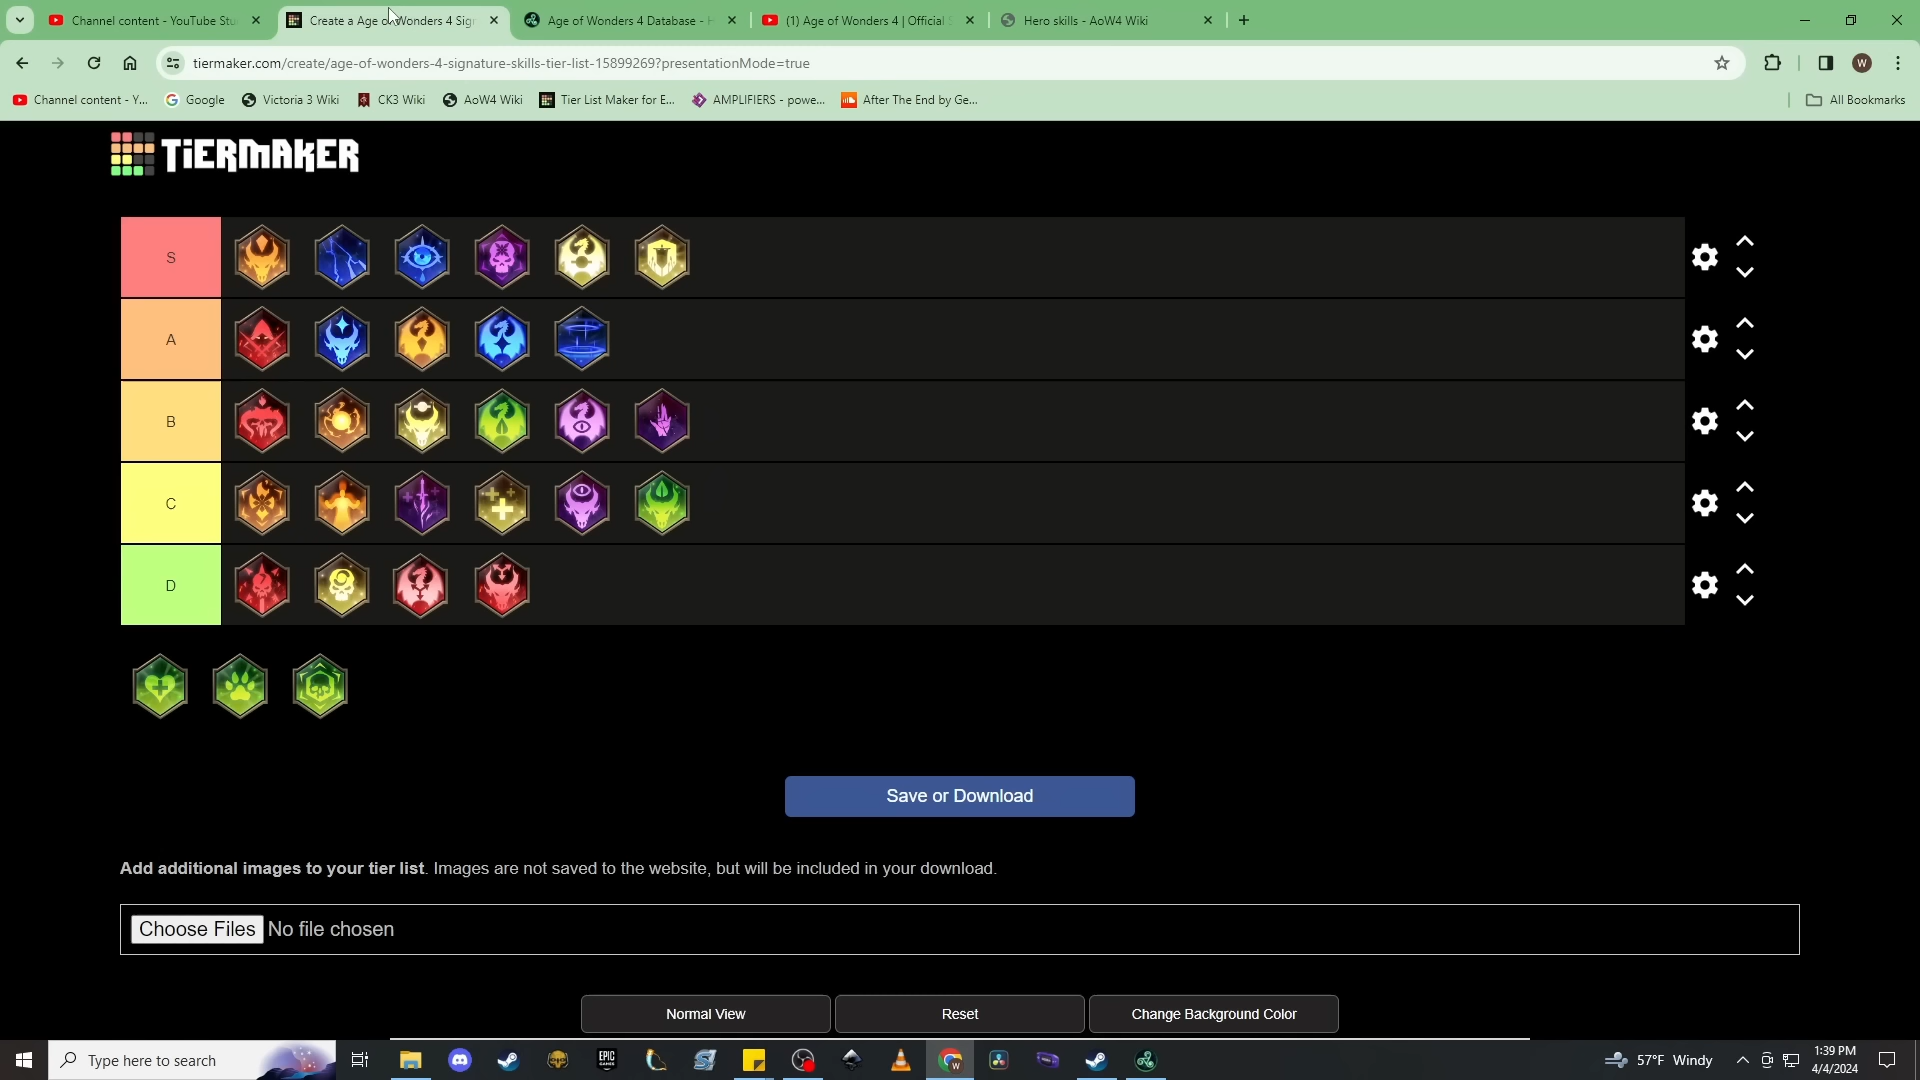 Channel content - YouTube Stu
Create a Age of Wonders 4 Sig
Age of Wonders 4 Database - H
(1) Age of Wonders 4 | Official S
Hero skills - AoW4 Wiki
tiermaker.com/create/age-of-wonders-4-signature-skills-tier-list-15899269?presentationMode=true
W
Channel content - Y...
Google
Victoria 3 Wiki
CK3 Wiki
AoW4 Wiki
Tier List Maker for E...
AMPLIFIERS - powe...
After The End by Ge...
All Bookmarks
TiERMAKER
S
A
B
C
D
Save or Download
Add additional images to your tier list. Images are not saved to the website, but will be included in your download.
Choose Files No file chosen
Normal View
Reset
Change Background Color
Type here to search
EPIC GAMES
W
57°F Windy
1:39 PM
4/4/2024